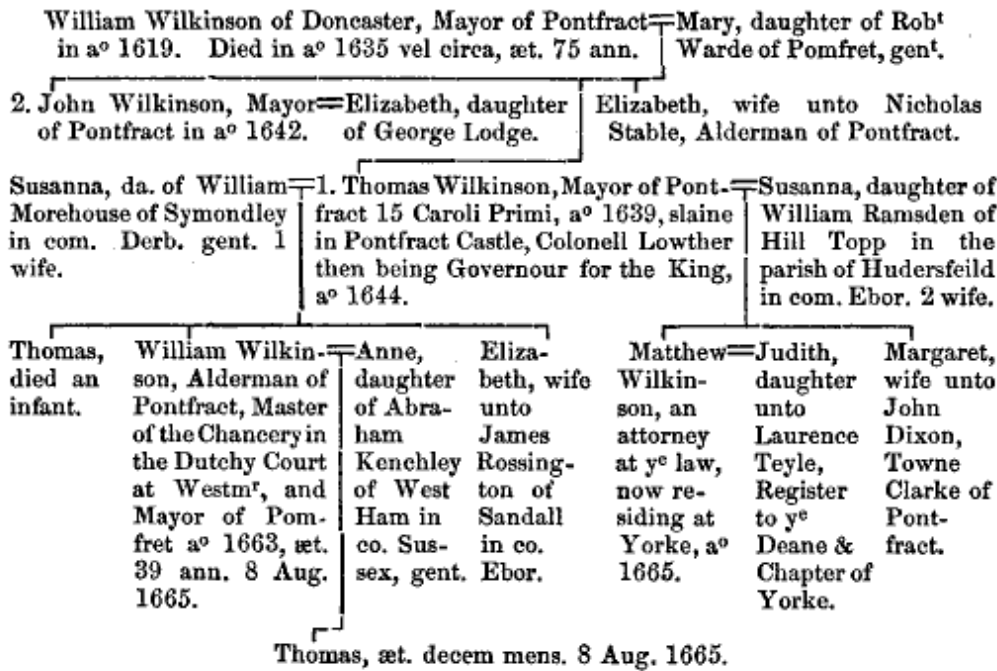 William Wilkinson of Doncaster, Mayor of Pontfract=Mary, daughter of Robt
in ao 1619. Died in ao 1635 vel circa, æt. 75 ann. Warde of Pomfret, gent.
2. John Wilkinson, Mayor=Elizabeth, daughter
of Pontfract in ao 1642. of George Lodge.
Elizabeth, wife unto Nicholas
Stable, Alderman of Pontfract.
Susanna, da. of William
Morehouse of Symondley
in com. Derb. gent. 1
wife.
=1. Thomas Wilkinson, Mayor of Pont-
fract 15 Caroli Primi, ao 1639, slaine
in Pontfract Castle, Colonell Lowther
then being Governour for the King,
ao 1644.
=Susanna, daughter of
William Ramsden of
Hill Topp in the
parish of Hudersfeild
in com. Ebor. 2 wife.
Thomas,
died an
infant.
William Wilkin-
son, Alderman of
Pontfract, Master
of the Chancery in
the Dutchy Court
at Westmr, and
Mayor of Pom-
fret ao 1663, æt.
39 ann. 8 Aug.
1665.
=Anne,
daughter
of Abra-
ham
Kenchley
of West
Ham in
co. Sus-
sex, gent.
Eliza-
beth, wife
unto
James
Rossing-
ton of
Sandall
in co.
Ebor.
Matthew
Wilkin-
son, an
attorney
at ye law,
now re-
siding at
Yorke, ao
1665.
=Judith,
daughter
unto
Laurence
Teyle,
Register
to ye
Deane &
Chapter of
Yorke.
Margaret,
wife unto
John
Dixon,
Towne
Clarke of
Pont-
fract.
Thomas, æt. decem mens. 8 Aug. 1665.